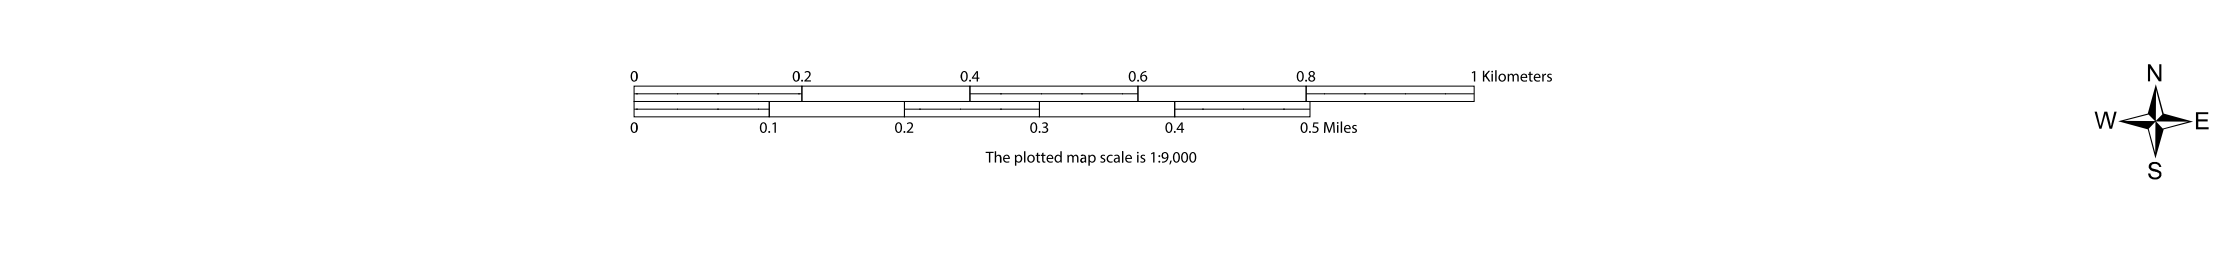 0 0.2 0.4 0.6 0.8 1 Kilometers
0 0.1 0.2 0.3 0.4 0.5 Miles
The plotted map scale is 1:9,000
N
W E
S